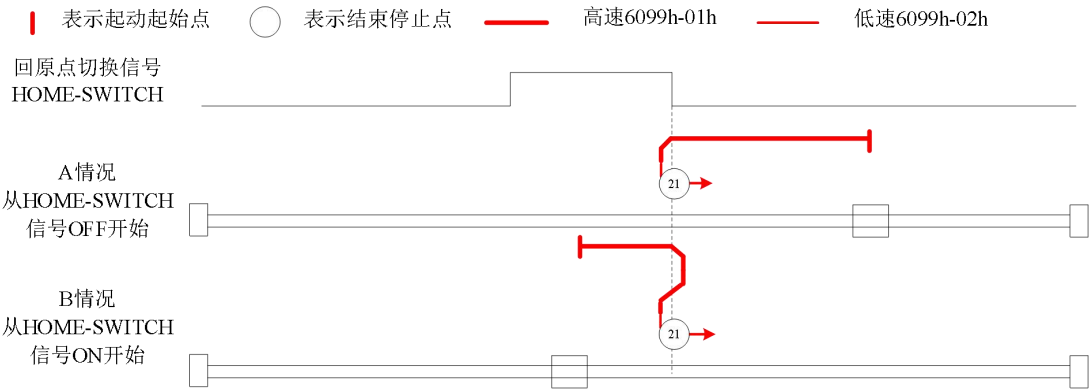 表示起动起始点
表示结束停止点
高速6099h-01h
低速6099h-02h
回原点切换信号
HOME-SWITCH
A情况
从HOME-SWITCH
信号OFF开始
21
B情况
从HOME-SWITCH
信号ON开始
21